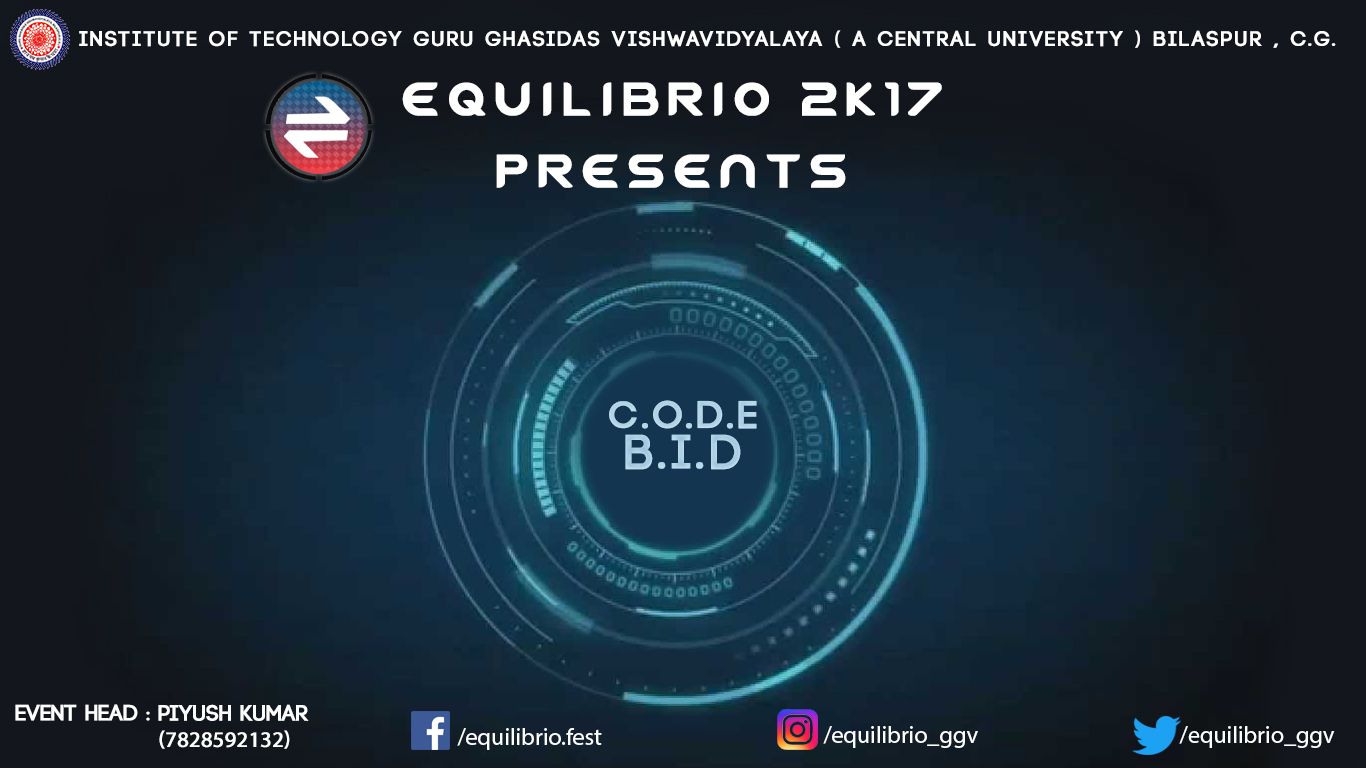 INSTITUTE OF TECHNOLOGY GURU GHASIDAS VISHWAVIDYALAYA ( A CENTRAL UNIVERSITY ) BILASPUR , C.G.
EQUILIBRIO 2K17
PRESENTS
C.O.D.E
B.I.D
EVENT HEAD : PIYUSH KUMAR
(7828592132)
/equilibrio.fest
/equilibrio_ggv
/equilibrio_ggv